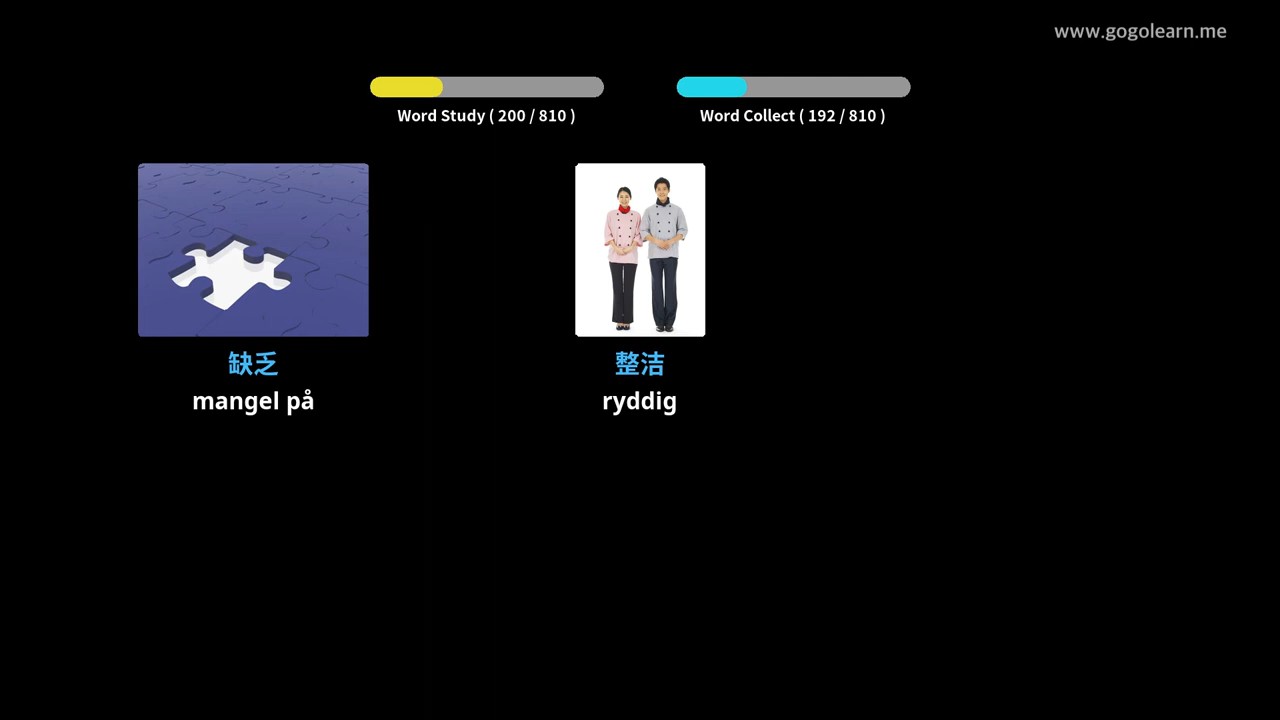 www.gogolearn.me
Word Study ( 200 / 810 )
Word Collect ( 192 / 810 )
缺乏
mangel på
整洁
ryddig